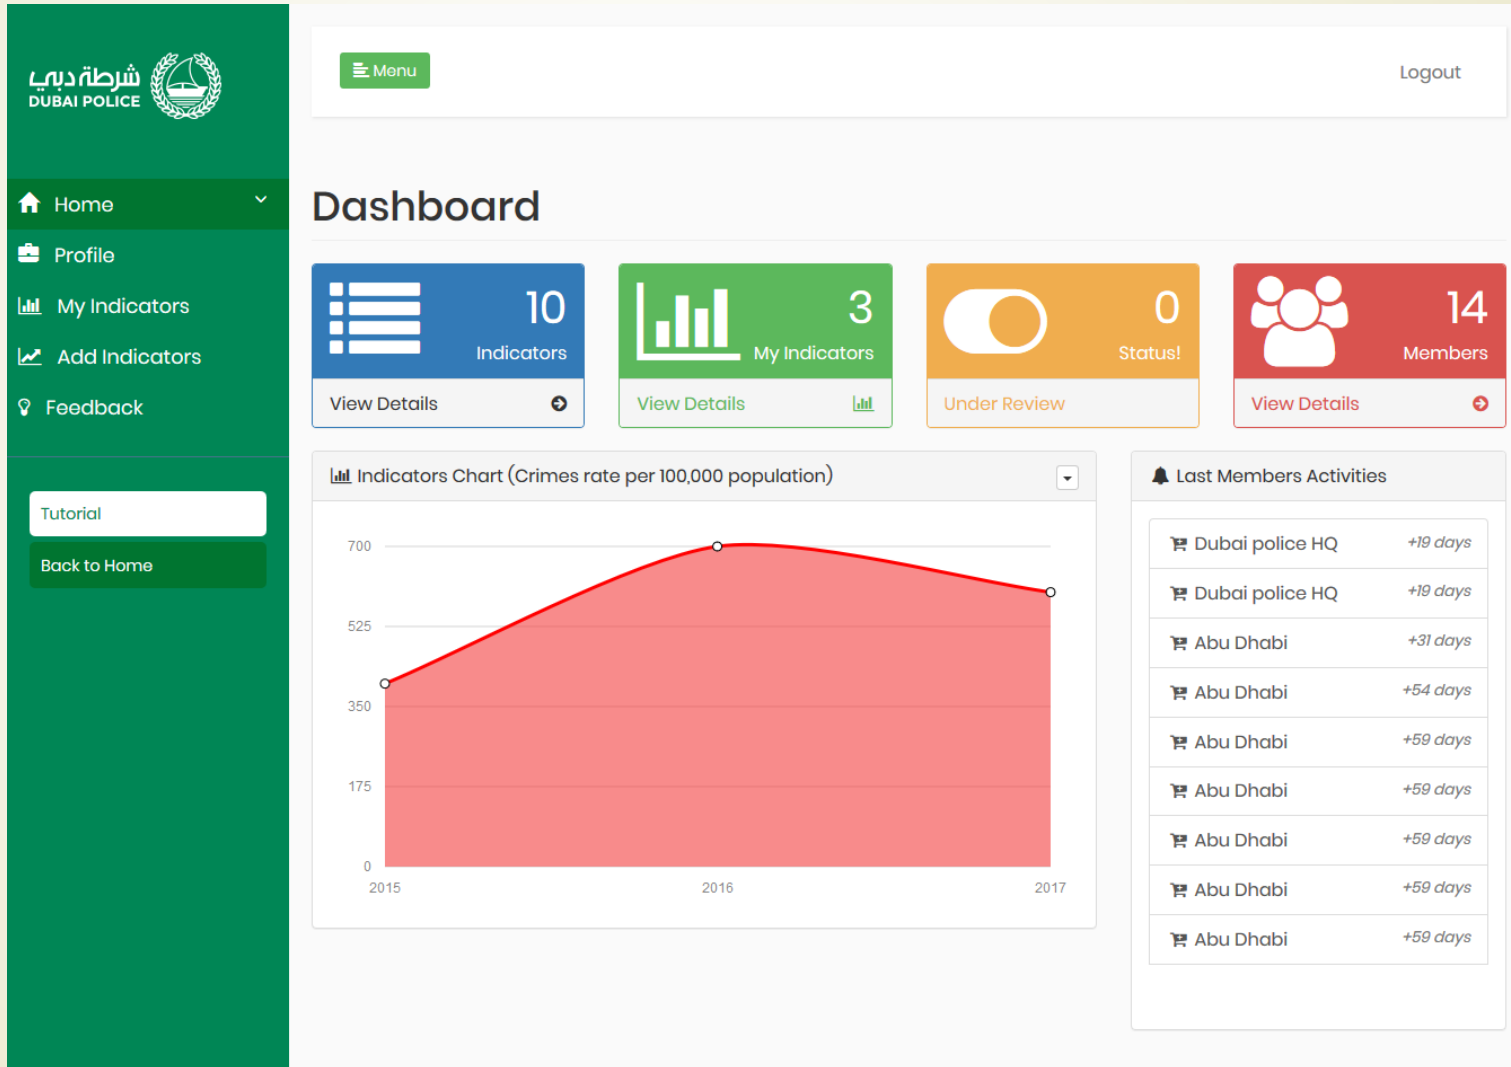 شرطة دبي
DUBAI POLICE
Home
Profile
My Indicators
Add Indicators
Feedback
Tutorial
Back to Home
Menu
Logout
Dashboard
10
Indicators
View Details
3
My Indicators
View Details
0
Status!
Under Review
14
Members
View Details
Indicators Chart (Crimes rate per 100,000 population)
700
525
350
175
0
2015 2016 2017
Last Members Activities
Dubai police HQ +19 days
Dubai police HQ +19 days
Abu Dhabi +31 days
Abu Dhabi +54 days
Abu Dhabi +59 days
Abu Dhabi +59 days
Abu Dhabi +59 days
Abu Dhabi +59 days
Abu Dhabi +59 days